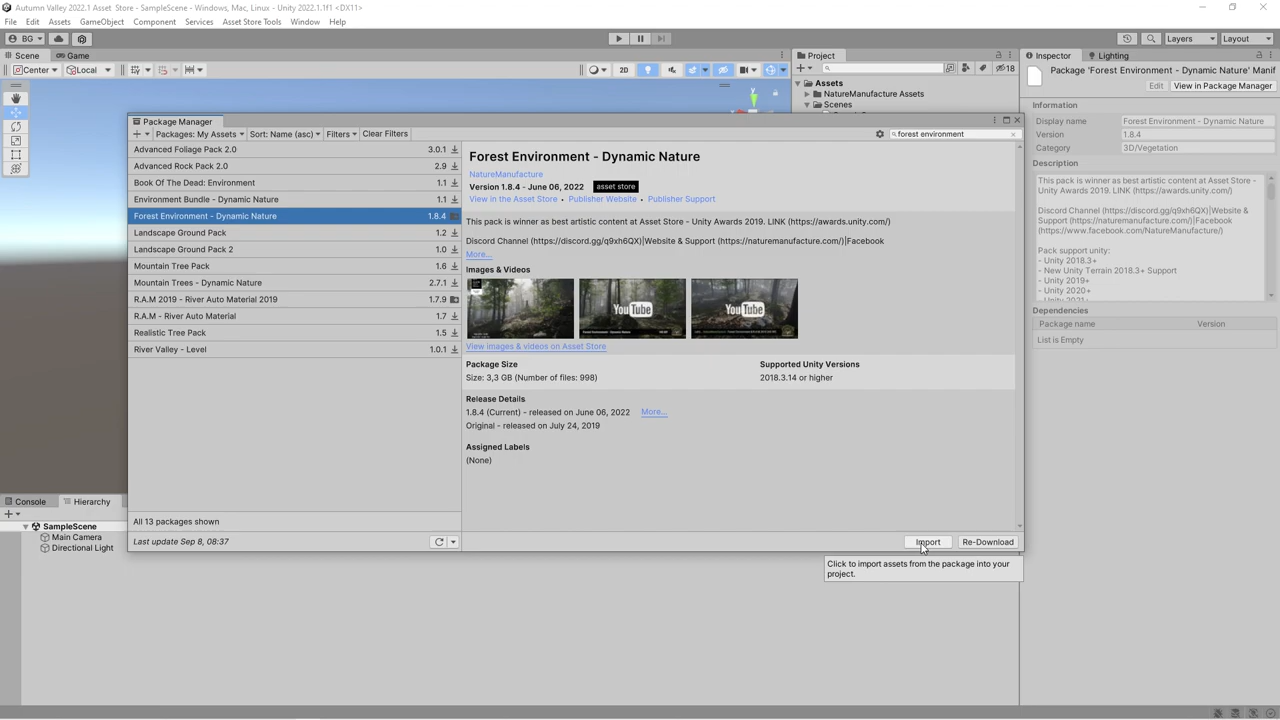 Autumn Valley 2022.1 Asset Store - SampleScene - Windows, Mac, Linux - Unity 2022.1.1f1 <DX11>
File Edit Assets GameObject Component Services Asset Store Tools Window Help
BG
Layers
Layout
Scene
Game
Project
Inspector
Lighting
Center
Local
2D
18
Assets
NatureManufacture Assets
Scenes
Package 'Forest Environment - Dynamic Nature' Manif
Edit
View in Package Manager
Information
Display name Forest Environment - Dynamic Nature
Version 1.8.4
Category 3D/Vegetation
Description
This pack is winner as best artistic content at Asset Store -
Unity Awards 2019. LINK (https://awards.unity.com/)
Discord Channel (https://discord.gg/q9xh6QX)|Website &
Support (https://naturemanufacture.com/)|Facebook
(https://www.facebook.com/NatureManufacture/)
Pack support unity:
- Unity 2018.3+
- New Unity Terrain 2018.3+ Support
- Unity 2019+
- Unity 2020+
- Unity 2021+
Dependencies
Package name Version
List is Empty
Package Manager
Packages: My Assets
Sort: Name (asc)
Filters
Clear Filters
forest environment
Advanced Foliage Pack 2.0 3.0.1
Advanced Rock Pack 2.0 2.9
Book Of The Dead: Environment 1.1
Environment Bundle - Dynamic Nature 1.1
Forest Environment - Dynamic Nature 1.8.4
Landscape Ground Pack 1.2
Landscape Ground Pack 2 1.0
Mountain Tree Pack 1.6
Mountain Trees - Dynamic Nature 2.7.1
R.A.M 2019 - River Auto Material 2019 1.7.9
R.A.M - River Auto Material 1.7
Realistic Tree Pack 1.5
River Valley - Level 1.0.1
All 13 packages shown
Last update Sep 8, 08:37
Forest Environment - Dynamic Nature
NatureManufacture
Version 1.8.4 - June 06, 2022 asset store
View in the Asset Store • Publisher Website • Publisher Support
This pack is winner as best artistic content at Asset Store - Unity Awards 2019. LINK (https://awards.unity.com/)
Discord Channel (https://discord.gg/q9xh6QX)|Website & Support (https://naturemanufacture.com/)|Facebook
More...
Images & Videos
YouTube
YouTube
View images & videos on Asset Store
Package Size
Size: 3,3 GB (Number of files: 998)
Supported Unity Versions
2018.3.14 or higher
Release Details
1.8.4 (Current) - released on June 06, 2022 More...
Original - released on July 24, 2019
Assigned Labels
(None)
Import
Re-Download
Click to import assets from the package into your
project.
Console
Hierarchy
SampleScene
Main Camera
Directional Light